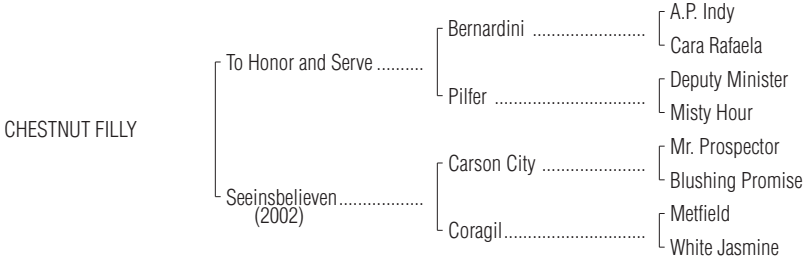 A.P. Indy
Bernardini ........................
Cara Rafaela
To Honor and Serve ..........
Deputy Minister
Pilfer ................................
Misty Hour
CHESTNUT FILLY
Mr. Prospector
Carson City ......................
Blushing Promise
Seeinsbelieven..................
(2002)
Metfield
Coragil..............................
White Jasmine